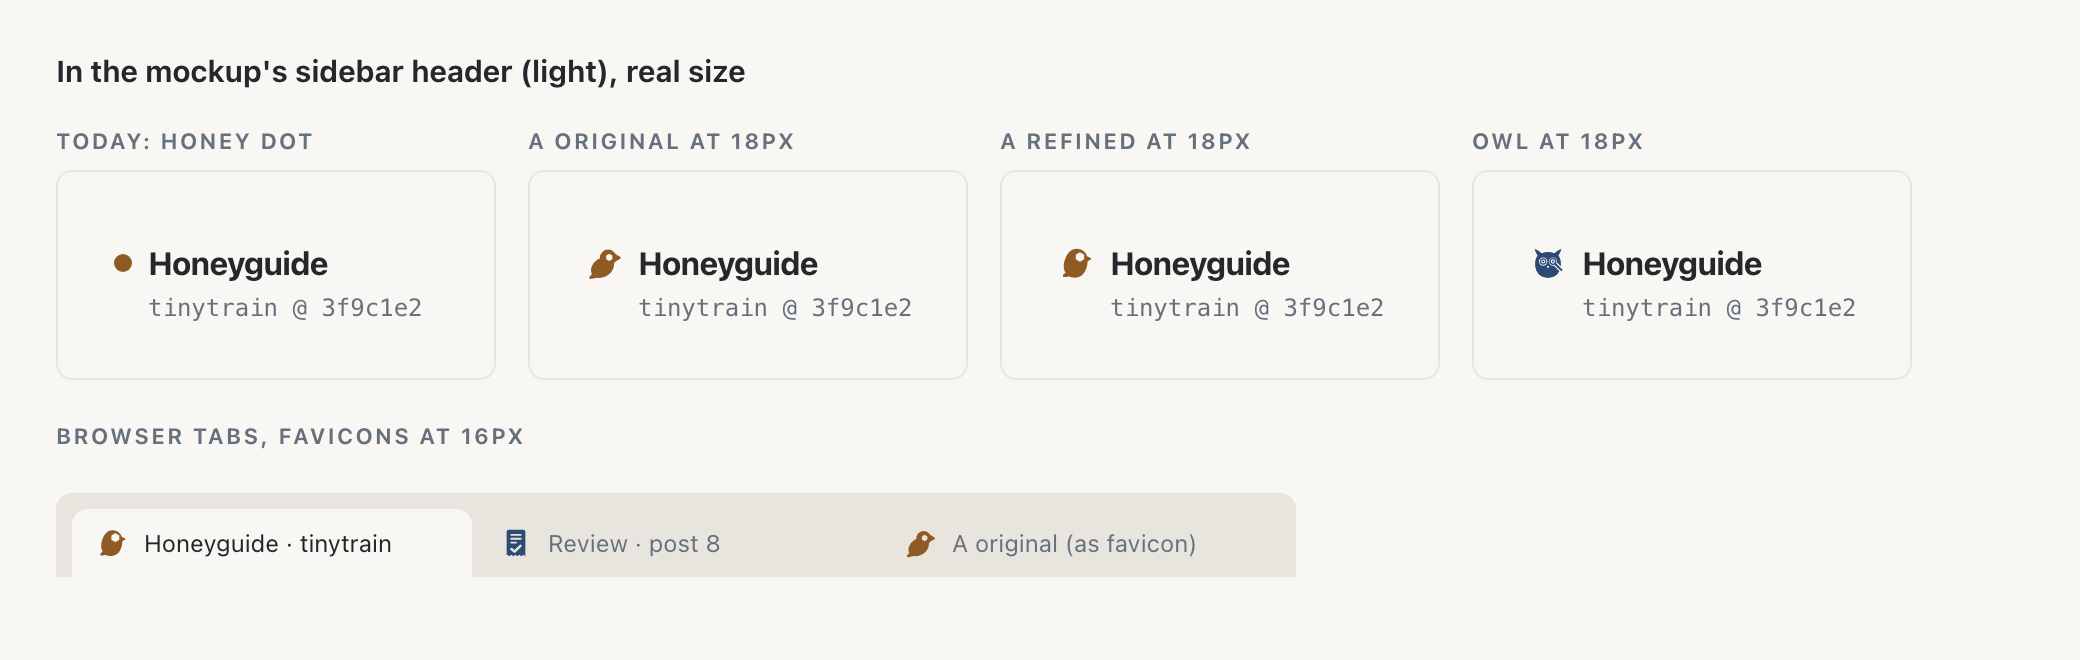 In the mockup's sidebar header (light), real size
TODAY: HONEY DOT
A ORIGINAL AT 18PX
A REFINED AT 18PX
OWL AT 18PX
Honeyguide
tinytrain @ 3f9c1e2
Honeyguide
tinytrain @ 3f9c1e2
Honeyguide
tinytrain @ 3f9c1e2
Honeyguide
tinytrain @ 3f9c1e2
BROWSER TABS, FAVICONS AT 16PX
Honeyguide · tinytrain
Review · post 8
A original (as favicon)